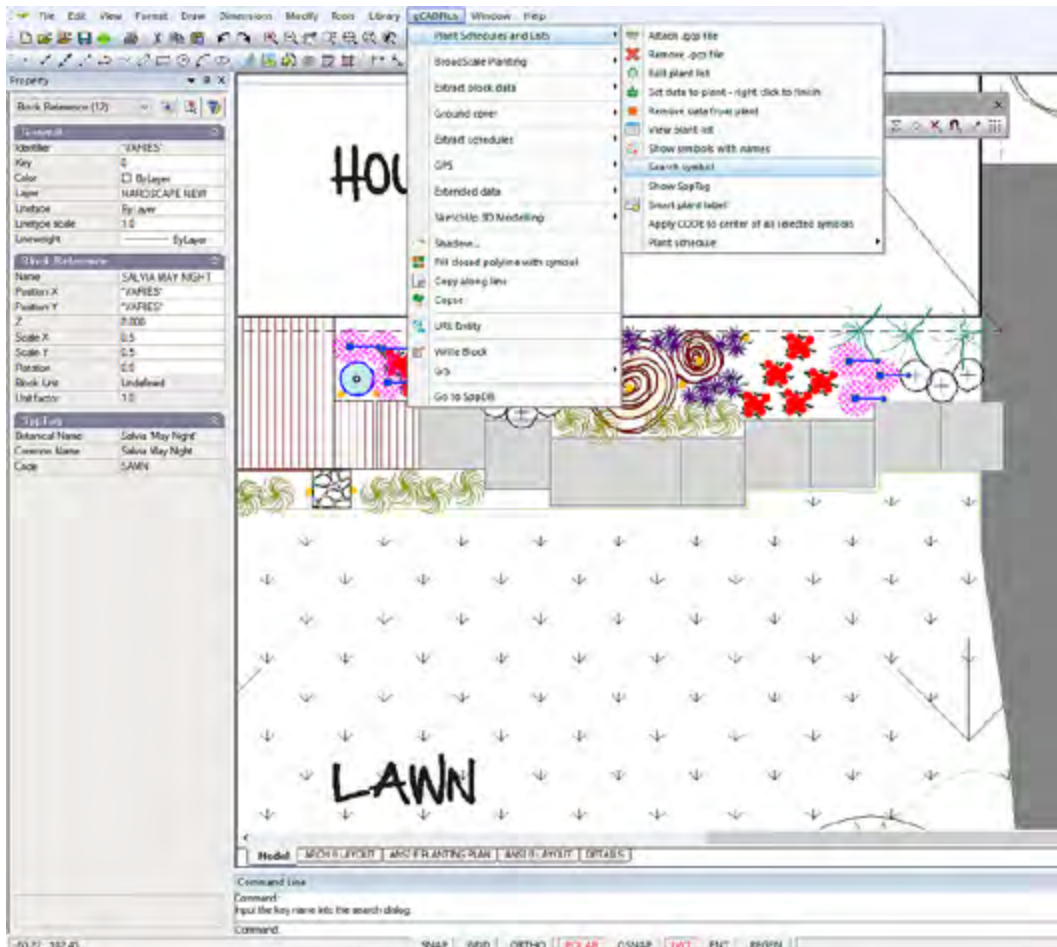 File Edit View Format Draw Dimensions Modify Tools Library gCADPlus Window Help
Plant Schedules and Lists
BroadScale Planting
Extract block data
Ground cover
Extract schedules
GPS
Extended data
SketchUp 3D Modelling
Shadow...
Fill closed polyline with symbol
Copy along line
Copse
URL Entity
Write Block
GIS
Go to SppDB
Attach .gcp file
Remove .gcp file
Edit plant list
Set data to plant - right click to finish
Remove data from plant
View plant list
Show symbols with names
Search symbol
Show SppTag
Smart plant label
Apply CODE to center of all selected symbols
Plant schedule
Property
Block Reference (12)
General
Identifier *VARIES*
Key 0
Color ByLayer
Layer HARDSCAPE NEW
Linetype ByLayer
Linetype scale 1.0
Lineweight ByLayer
Block Reference
Name SALVIA MAY NIGHT
Position X *VARIES*
Position Y *VARIES*
Z 0.000
Scale X 0.5
Scale Y 0.5
Rotation 0.0
Block Unit Undefined
Unit factor 1.0
SppTag
Botanical Name Salvia 'May Night'
Common Name Salvia May Night
Code LAWN
HOU
LAWN
Model ARCH D LAYOUT ANSI D PLANTING PLAN ANSI D LAYOUT DETAILS
Command Line
Command:
Input the key name into the search dialog.
Command:
SNAP GRID ORTHO POLAR OSNAP LWT ENT REGEN